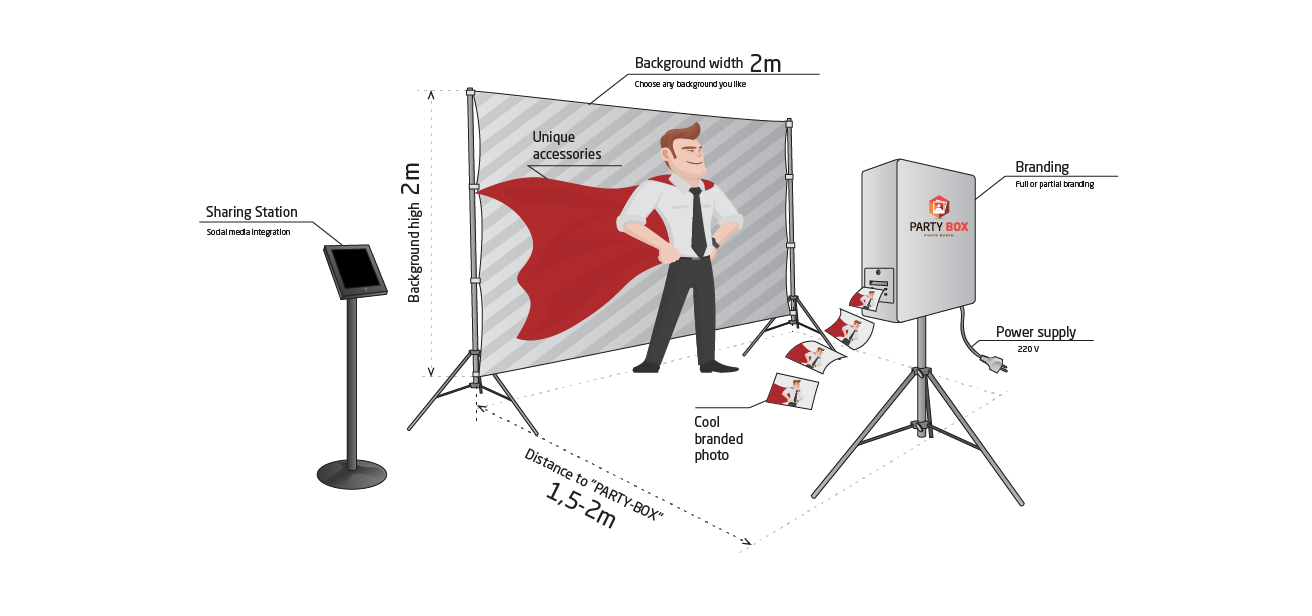 Background width 2m
Choose any background you like
Unique
accessories
Background high 2m
Branding
Full or partial branding
Sharing Station
Social media integration
PARTY BOX
PHOTO BOOTH
Power supply
220 V
Cool
branded
photo
Distance to "PARTY-BOX"
1,5-2m